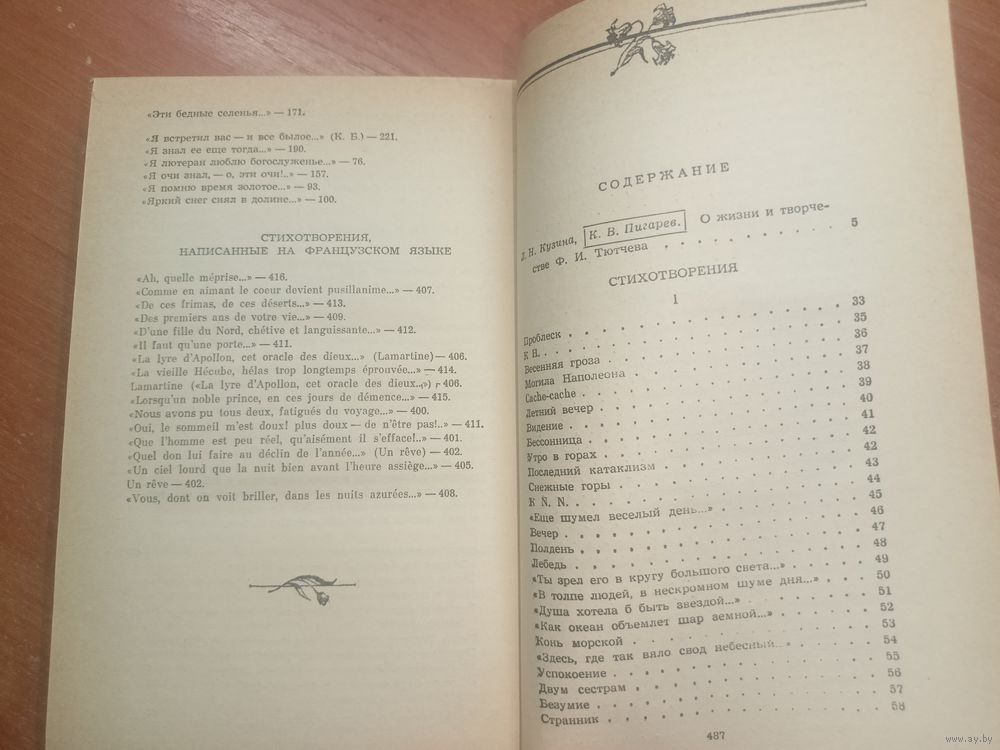 «Эти бедные селенья...» — 171.
«Я встретил вас — и все былое...» (К. Б.) — 221.
«Я знал ее еще тогда...» — 190.
«Я лютеран люблю богослуженье...» — 76.
«Я очи знал, — о, эти очи!..» — 157.
«Я помню время золотое...» — 93.
«Яркий снег сиял в долине...» — 100.
СТИХОТВОРЕНИЯ,
НАПИСАННЫЕ НА ФРАНЦУЗСКОМ ЯЗЫКЕ
«Ah, quelle méprise...» — 416.
«Comme en aimant le coeur devient pusillanime...» — 407.
«De ces frimas, de ces déserts...» — 413.
«Des premiers ans de votre vie...» — 409.
«D'une fille du Nord, chétive et languissante...» — 412.
«Il faut qu'une porte...» — 411.
«La lyre d'Apollon, cet oracle des dieux...» (Lamartine) — 406.
«La vieille Hécube, hélas trop longtemps éprouvée...» — 414.
Lamartine («La lyre d'Apollon, cet oracle des dieux...») — 406.
«Lorsqu'un noble prince, en ces jours de démence...» — 415.
«Nous avons pu tous deux, fatigués du voyage...» — 400.
«Oui, le sommeil m'est doux! plus doux — de n'être pas!..» — 411.
«Que l'homme est peu réel, qu'aisément il s'efface!..» — 401.
«Quel don lui faire au déclin de l'année...» (Un rêve) — 402.
«Un ciel lourd que la nuit bien avant l'heure assiège...» — 405.
Un rêve — 402.
«Vous, dont on voit briller, dans les nuits azurées...» — 408.
СОДЕРЖАНИЕ
Л. Н. Кузина, К. В. Пигарев. О жизни и творче-
стве Ф. И. Тютчева . . . . . . . . . 5
СТИХОТВОРЕНИЯ
1
Проблеск . . . . . . . . . 33
К Н. . . . . . . . . . 35
Весенняя гроза . . . . . . . . . 36
Могила Наполеона . . . . . . . . . 37
Cache-cache . . . . . . . . . 38
Летний вечер . . . . . . . . . 39
Видение . . . . . . . . . 40
Бессонница . . . . . . . . . 41
Утро в горах . . . . . . . . . 42
Последний катаклизм . . . . . . . . . 42
Снежные горы . . . . . . . . . 43
К N. N. . . . . . . . . . 44
«Еще шумел веселый день...» . . . . . . 45
Вечер . . . . . . . . . 46
Полдень . . . . . . . . . 47
Лебедь . . . . . . . . . 48
«Ты зрел его в кругу большого света...» . . . 49
«В толпе людей, в нескромном шуме дня...» . . 50
«Душа хотела б быть звездой...» . . . . . 51
«Как океан объемлет шар земной...» . . . . 52
Конь морской . . . . . . . . . 53
«Здесь, где так вяло свод небесный...» . . . . 54
Успокоение . . . . . . . . . 55
Двум сестрам . . . . . . . . . 56
Безумие . . . . . . . . . 57
Странник . . . . . . . . . 58
487
www.ay.by